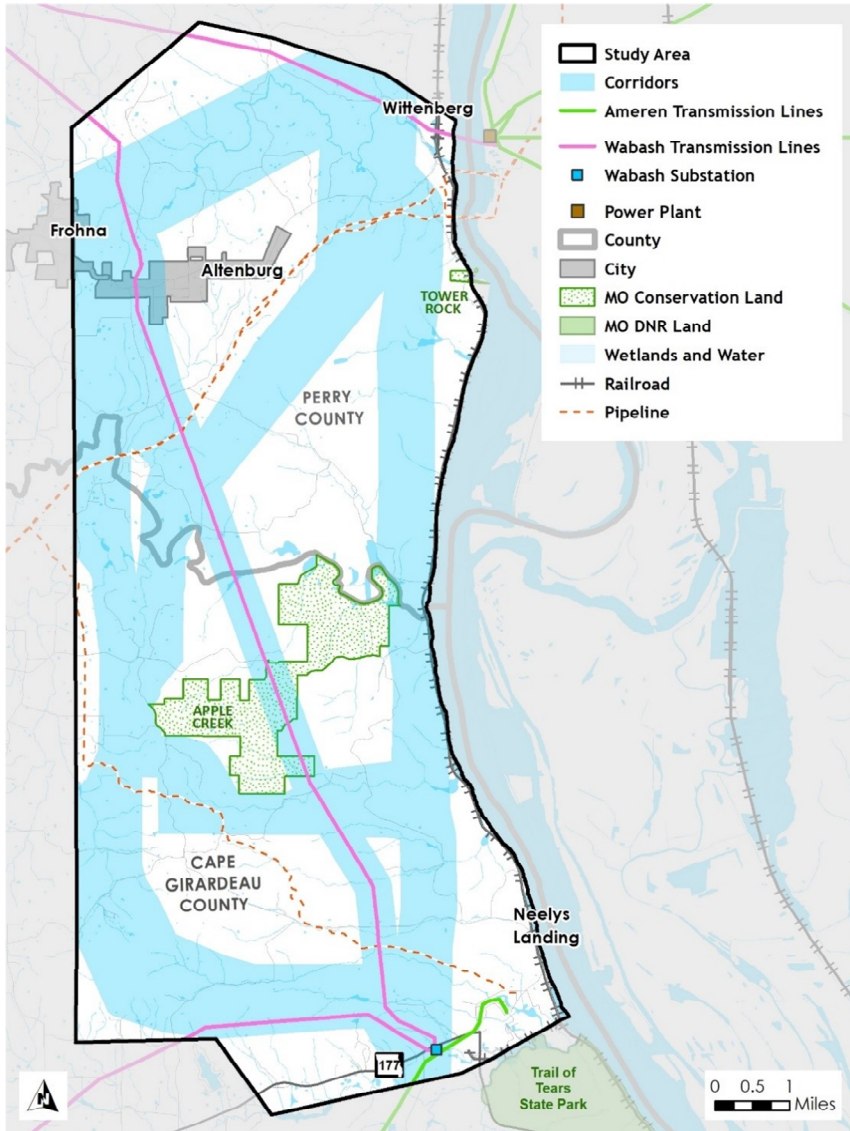 Study Area
Corridors
Ameren Transmission Lines
Wabash Transmission Lines
Wabash Substation
Power Plant
County
City
MO Conservation Land
MO DNR Land
Wetlands and Water
Railroad
Pipeline
Wittenberg
Frohna
Altenburg
TOWER
ROCK
PERRY
COUNTY
APPLE
CREEK
CAPE
GIRARDEAU
COUNTY
Neelys
Landing
177
Trail of
Tears
State Park
N
0 0.5 1
Miles